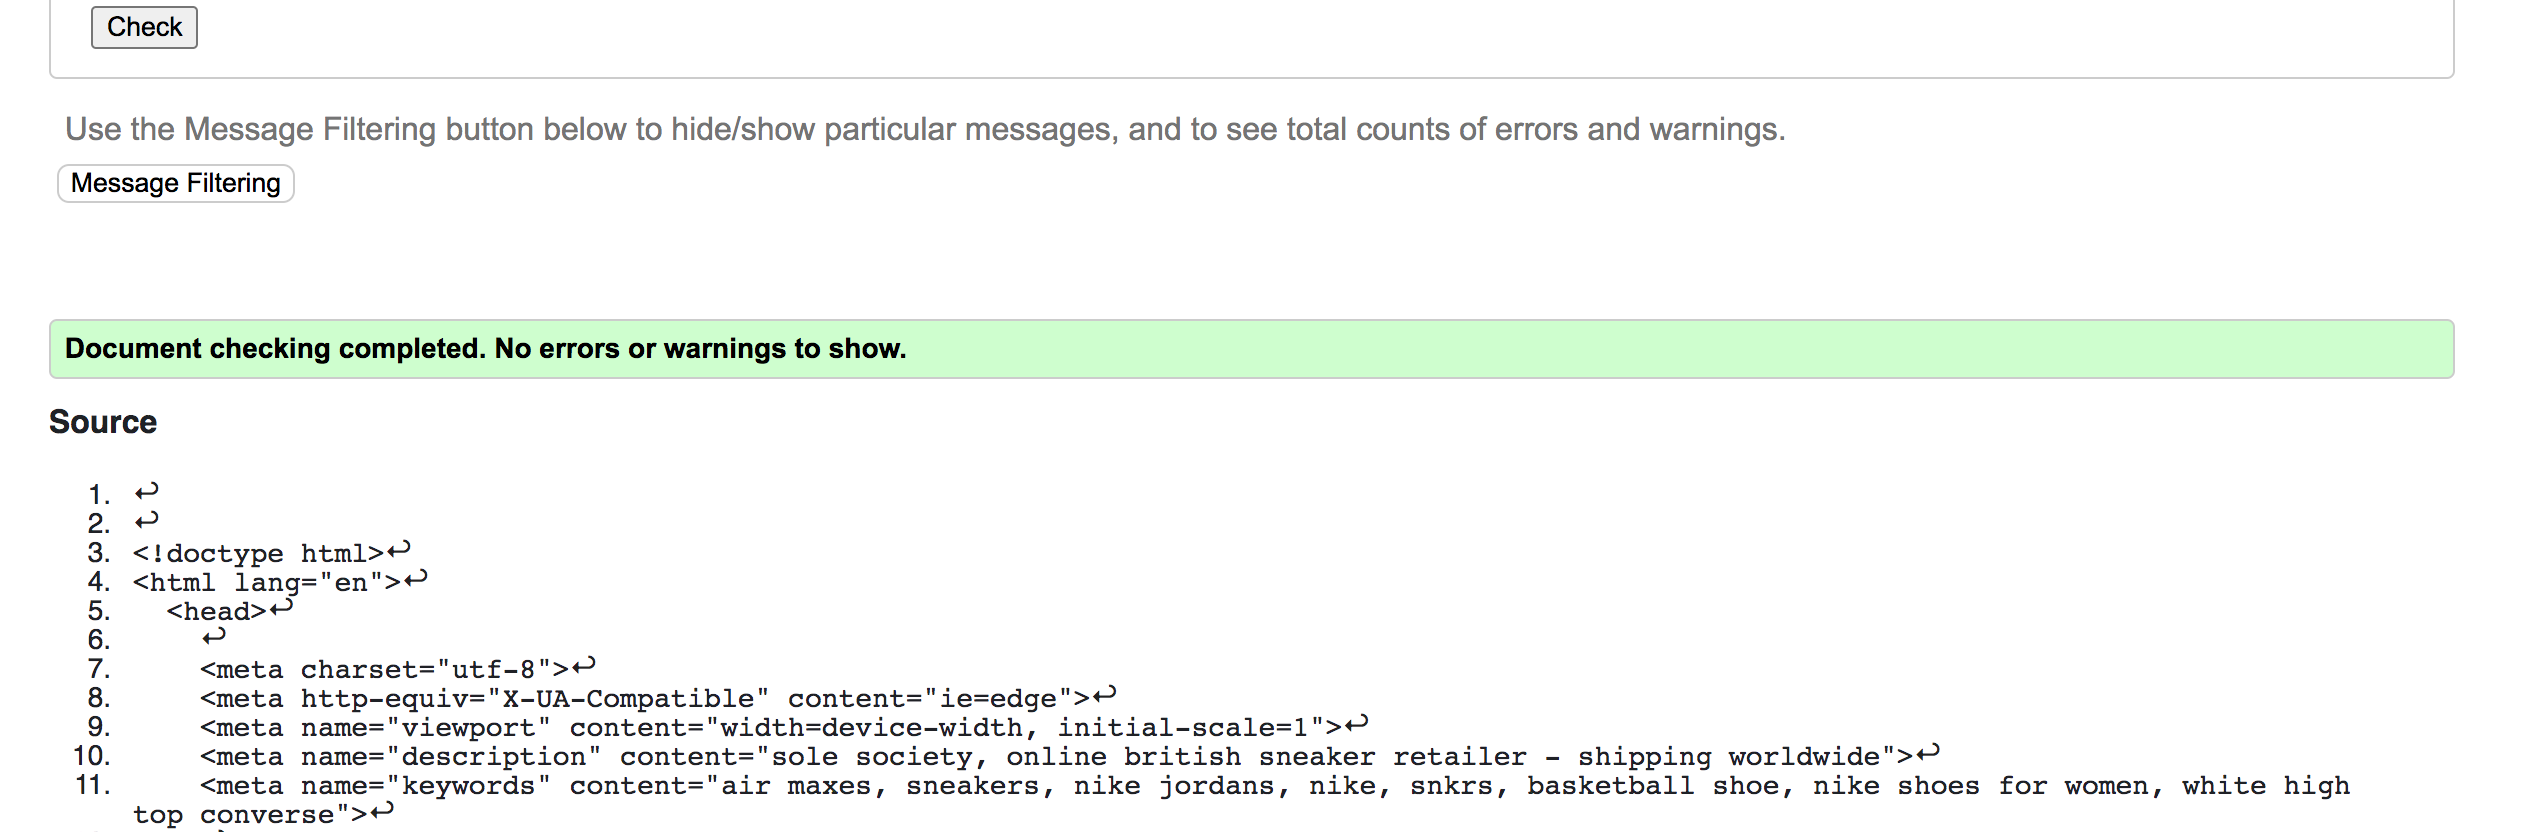 Check
Use the Message Filtering button below to hide/show particular messages, and to see total counts of errors and warnings.
Message Filtering
Document checking completed. No errors or warnings to show.
Source
1. ↩
2. ↩
3. <!doctype html>↩
4. <html lang="en">↩
5. <head>↩
6. ↩
7. <meta charset="utf-8">↩
8. <meta http-equiv="X-UA-Compatible" content="ie=edge">↩
9. <meta name="viewport" content="width=device-width, initial-scale=1">↩
10. <meta name="description" content="sole society, online british sneaker retailer - shipping worldwide">↩
11. <meta name="keywords" content="air maxes, sneakers, nike jordans, nike, snkrs, basketball shoe, nike shoes for women, white high
top converse">↩